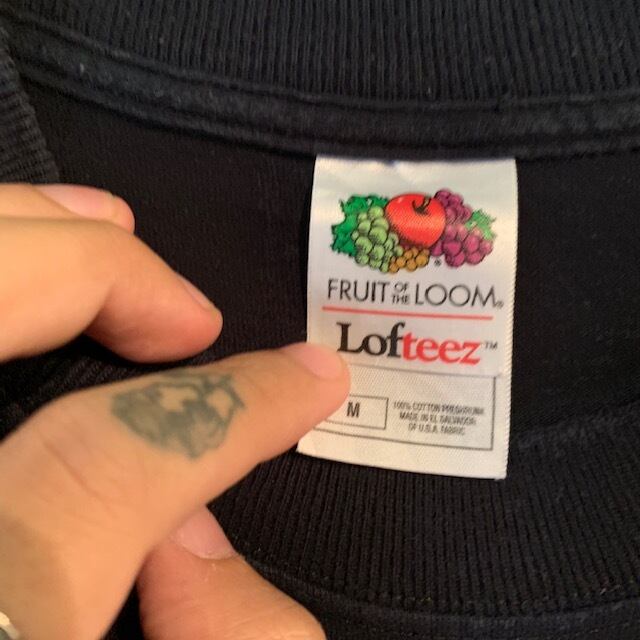 FRUIT OF THE LOOM®
Lofteez™
M
100% COTTON PRESHRUNK
MADE IN EL SALVADOR
OF U.S.A. FABRIC